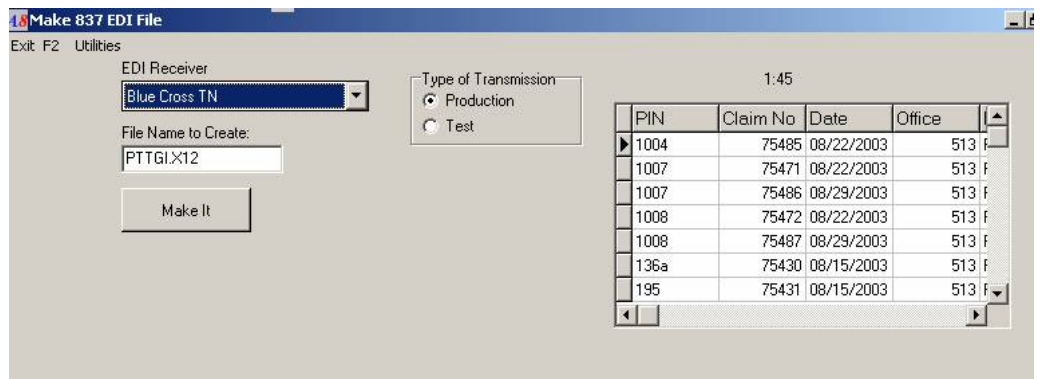 Make 837 EDI File
Exit F2 Utilities
EDI Receiver
Blue Cross TN
File Name to Create:
PTTGI.X12
Make It
Type of Transmission
Production
Test
1:45
PIN Claim No Date Office
1004 75485 08/22/2003 513
1007 75471 08/22/2003 513
1007 75486 08/29/2003 513
1008 75472 08/22/2003 513
1008 75487 08/29/2003 513
136a 75430 08/15/2003 513
195 75431 08/15/2003 513